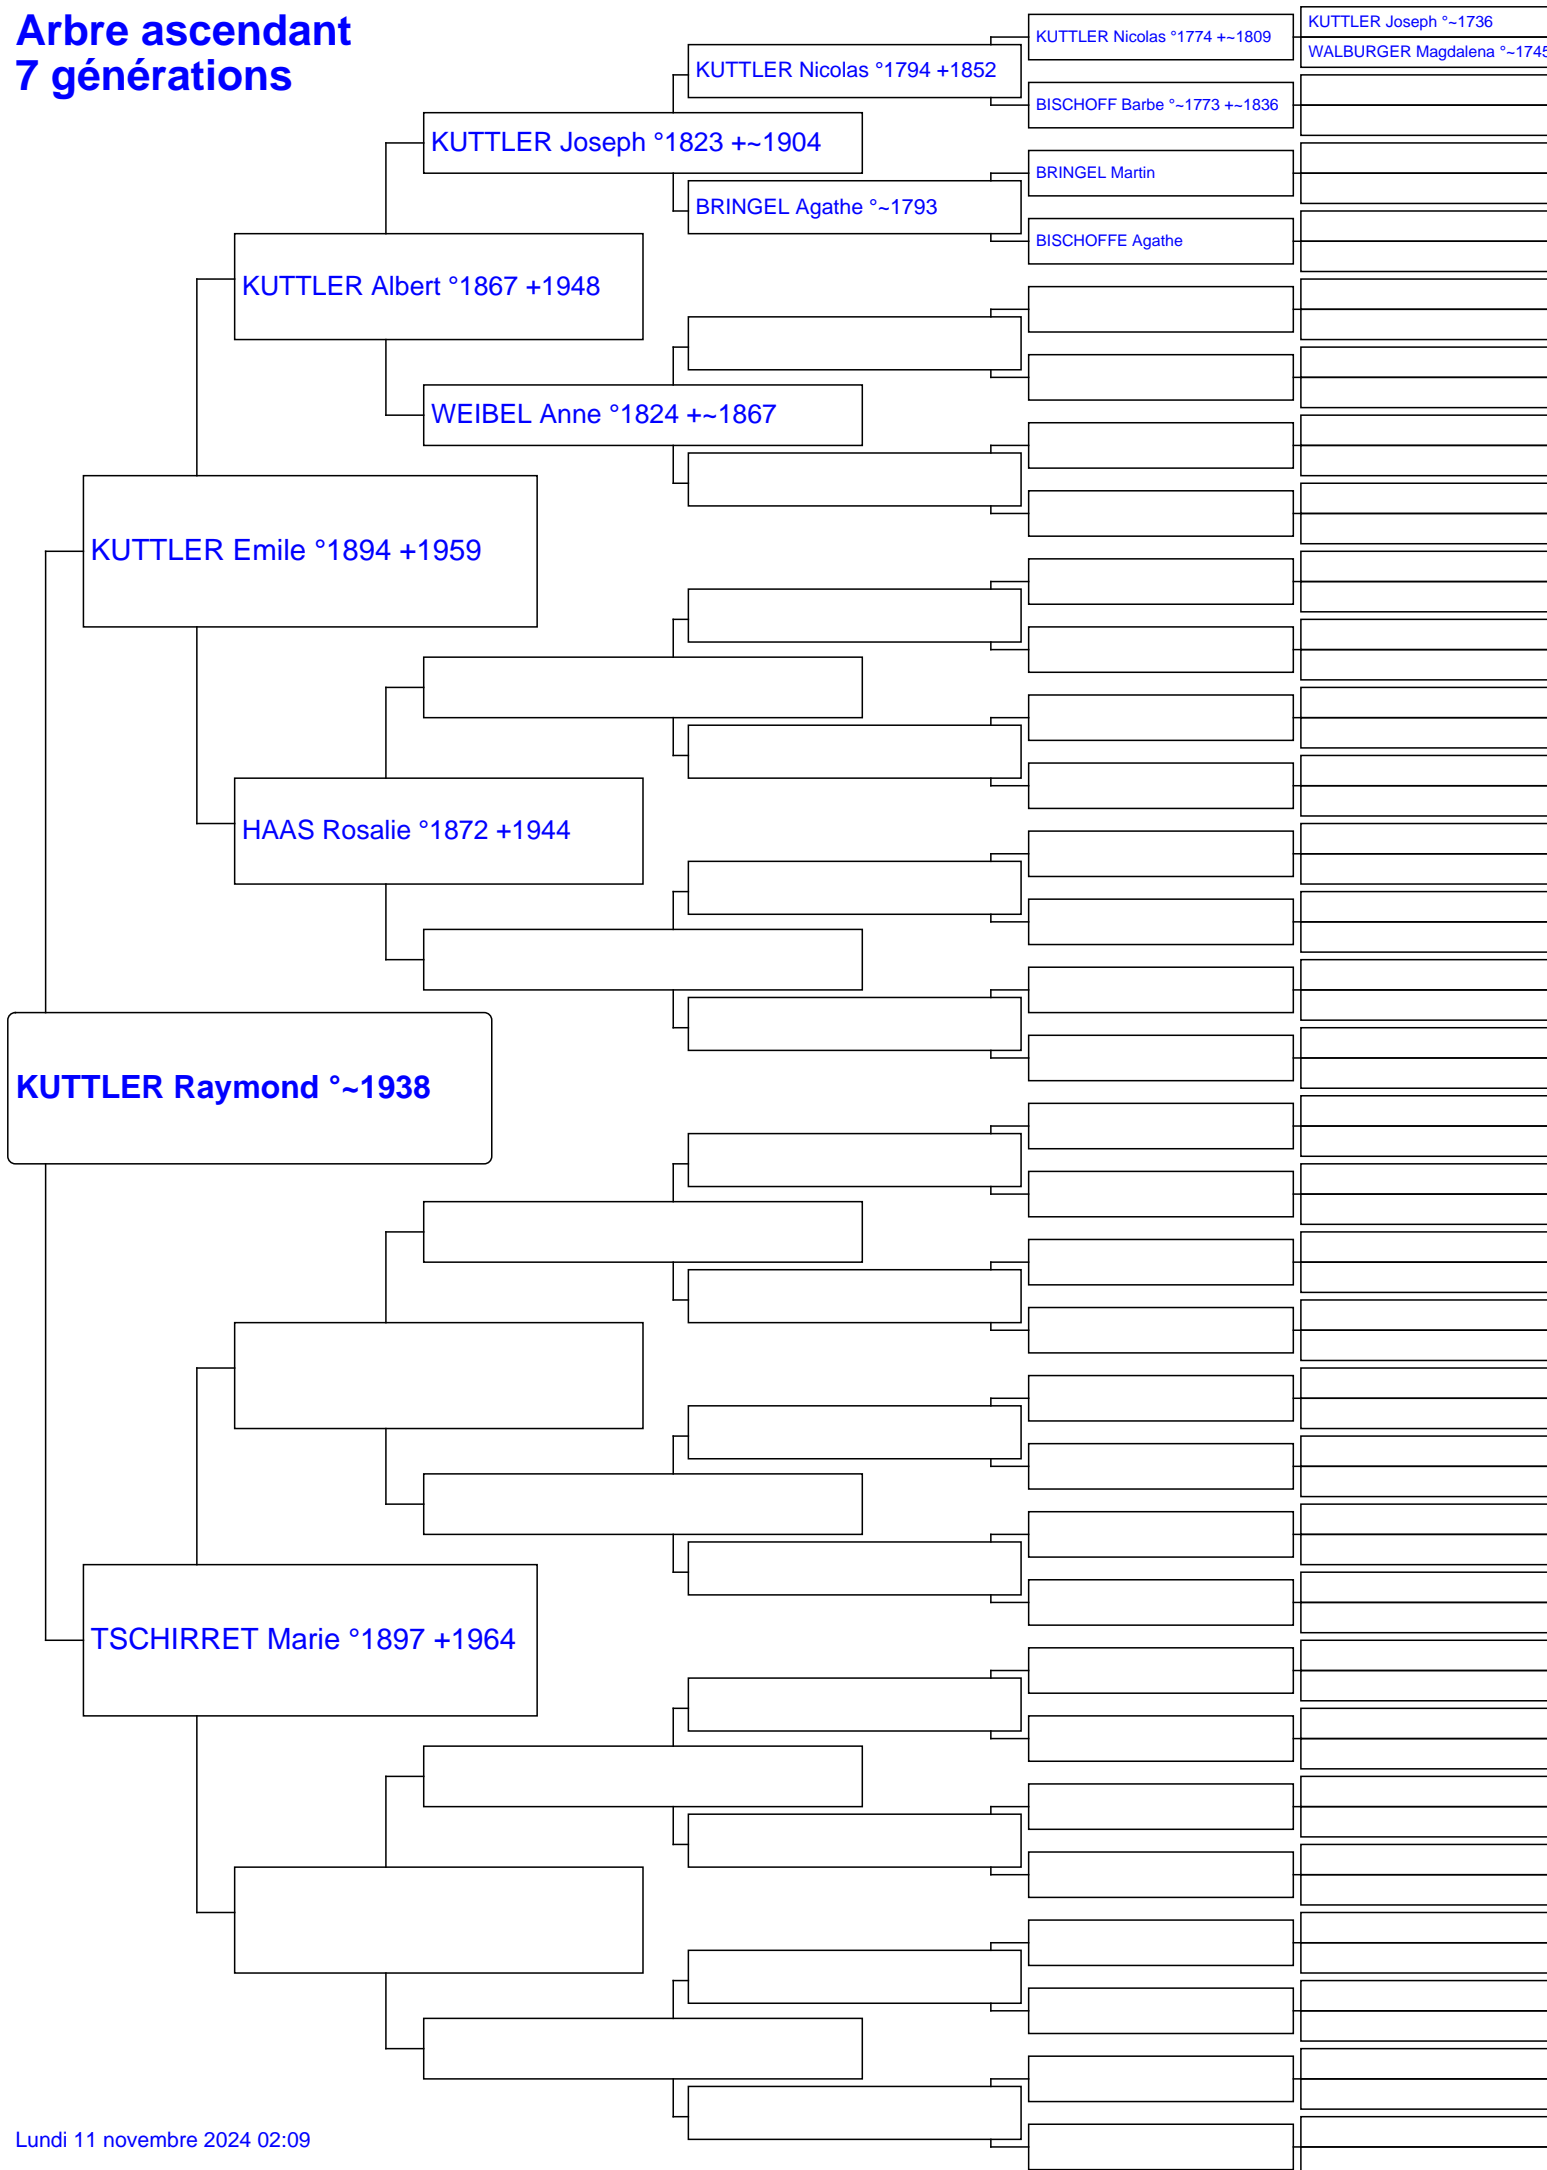 Arbre ascendant
7 générations
KUTTLER Joseph °~1736
KUTTLER Nicolas °1774 +~1809
WALBURGER Magdalena °~1745
KUTTLER Nicolas °1794 +1852
BISCHOFF Barbe °~1773 +~1836
KUTTLER Joseph °1823 +~1904
BRINGEL Martin
BRINGEL Agathe °~1793
BISCHOFFE Agathe
KUTTLER Albert °1867 +1948
WEIBEL Anne °1824 +~1867
KUTTLER Emile °1894 +1959
HAAS Rosalie °1872 +1944
KUTTLER Raymond °~1938
TSCHIRRET Marie °1897 +1964
Lundi 11 novembre 2024 02:09